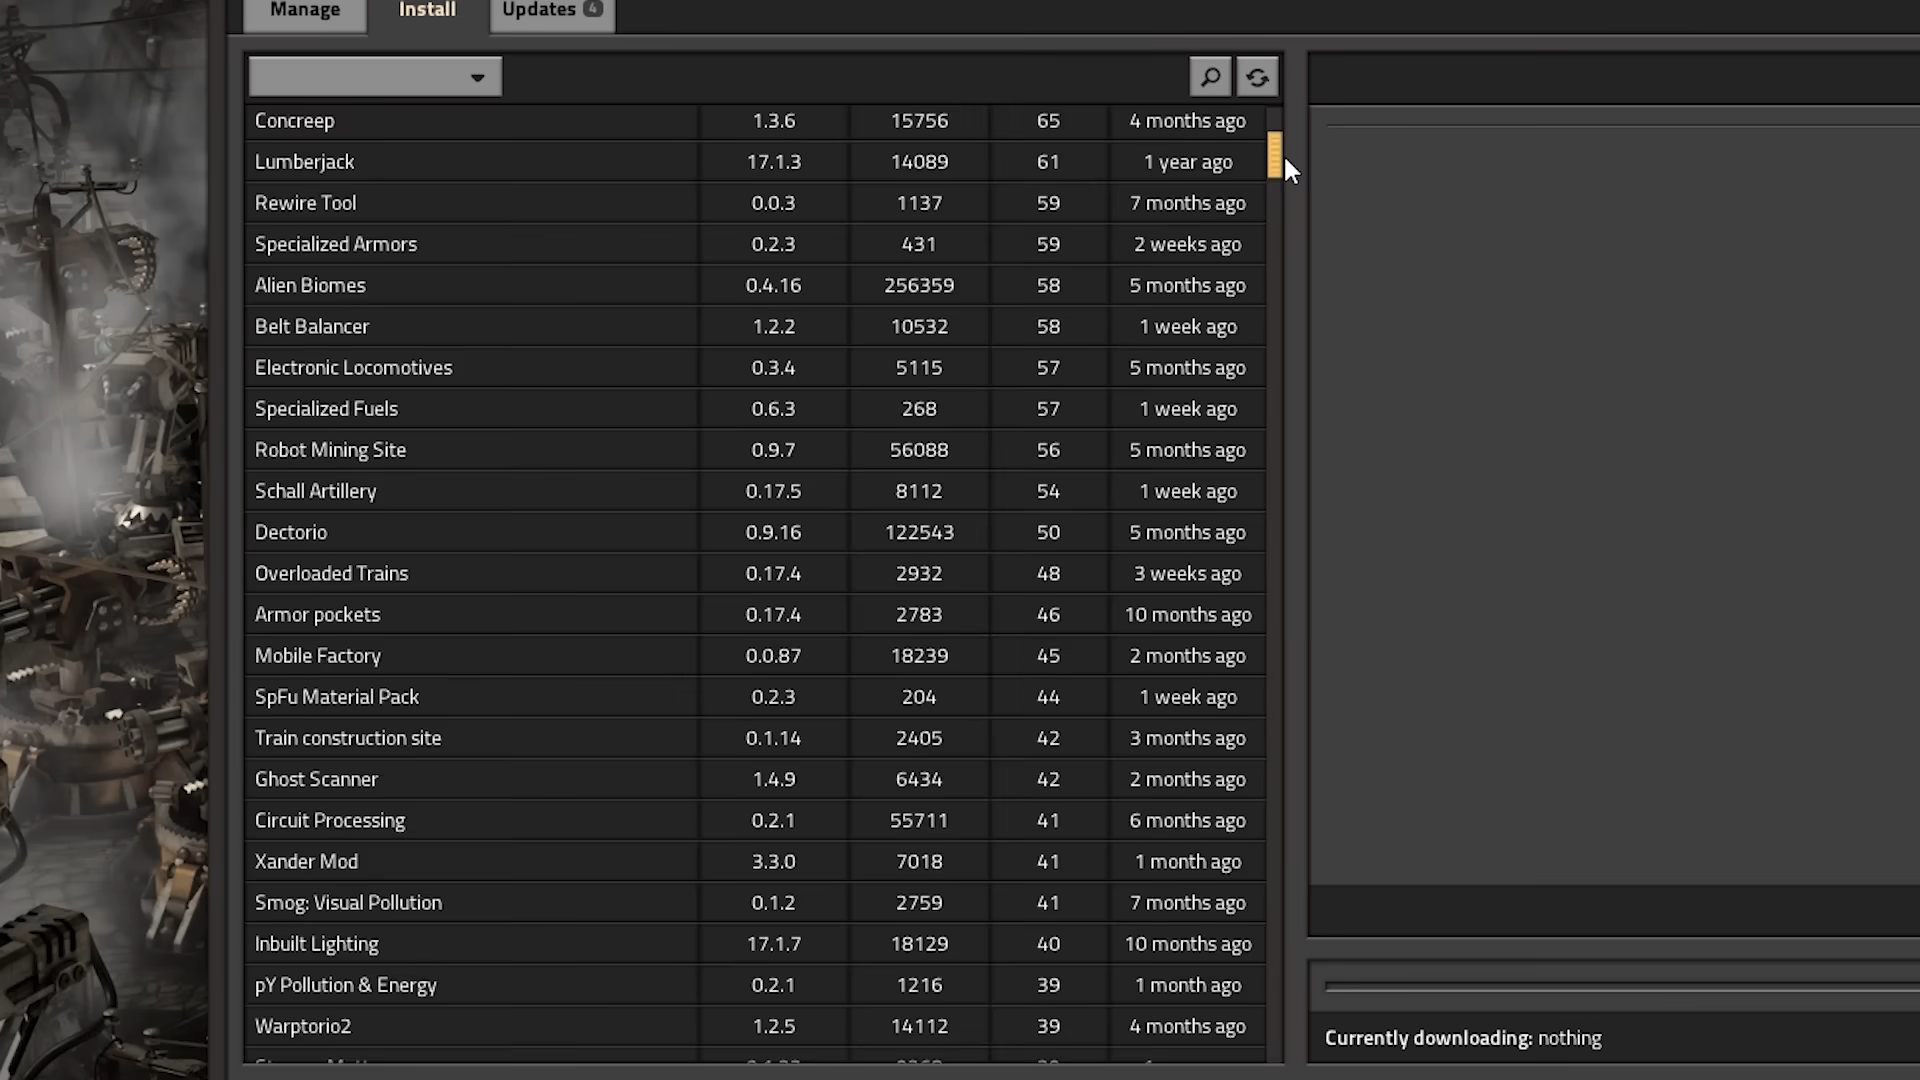 Manage Install Updates 4
Concreep 1.3.6 15756 65 4 months ago
Lumberjack 17.1.3 14089 61 1 year ago
Rewire Tool 0.0.3 1137 59 7 months ago
Specialized Armors 0.2.3 431 59 2 weeks ago
Alien Biomes 0.4.16 256359 58 5 months ago
Belt Balancer 1.2.2 10532 58 1 week ago
Electronic Locomotives 0.3.4 5115 57 5 months ago
Specialized Fuels 0.6.3 268 57 1 week ago
Robot Mining Site 0.9.7 56088 56 5 months ago
Schall Artillery 0.17.5 8112 54 1 week ago
Dectorio 0.9.16 122543 50 5 months ago
Overloaded Trains 0.17.4 2932 48 3 weeks ago
Armor pockets 0.17.4 2783 46 10 months ago
Mobile Factory 0.0.87 18239 45 2 months ago
SpFu Material Pack 0.2.3 204 44 1 week ago
Train construction site 0.1.14 2405 42 3 months ago
Ghost Scanner 1.4.9 6434 42 2 months ago
Circuit Processing 0.2.1 55711 41 6 months ago
Xander Mod 3.3.0 7018 41 1 month ago
Smog: Visual Pollution 0.1.2 2759 41 7 months ago
Inbuilt Lighting 17.1.7 18129 40 10 months ago
pY Pollution & Energy 0.2.1 1216 39 1 month ago
Warptorio2 1.2.5 14112 39 4 months ago
Currently downloading: nothing